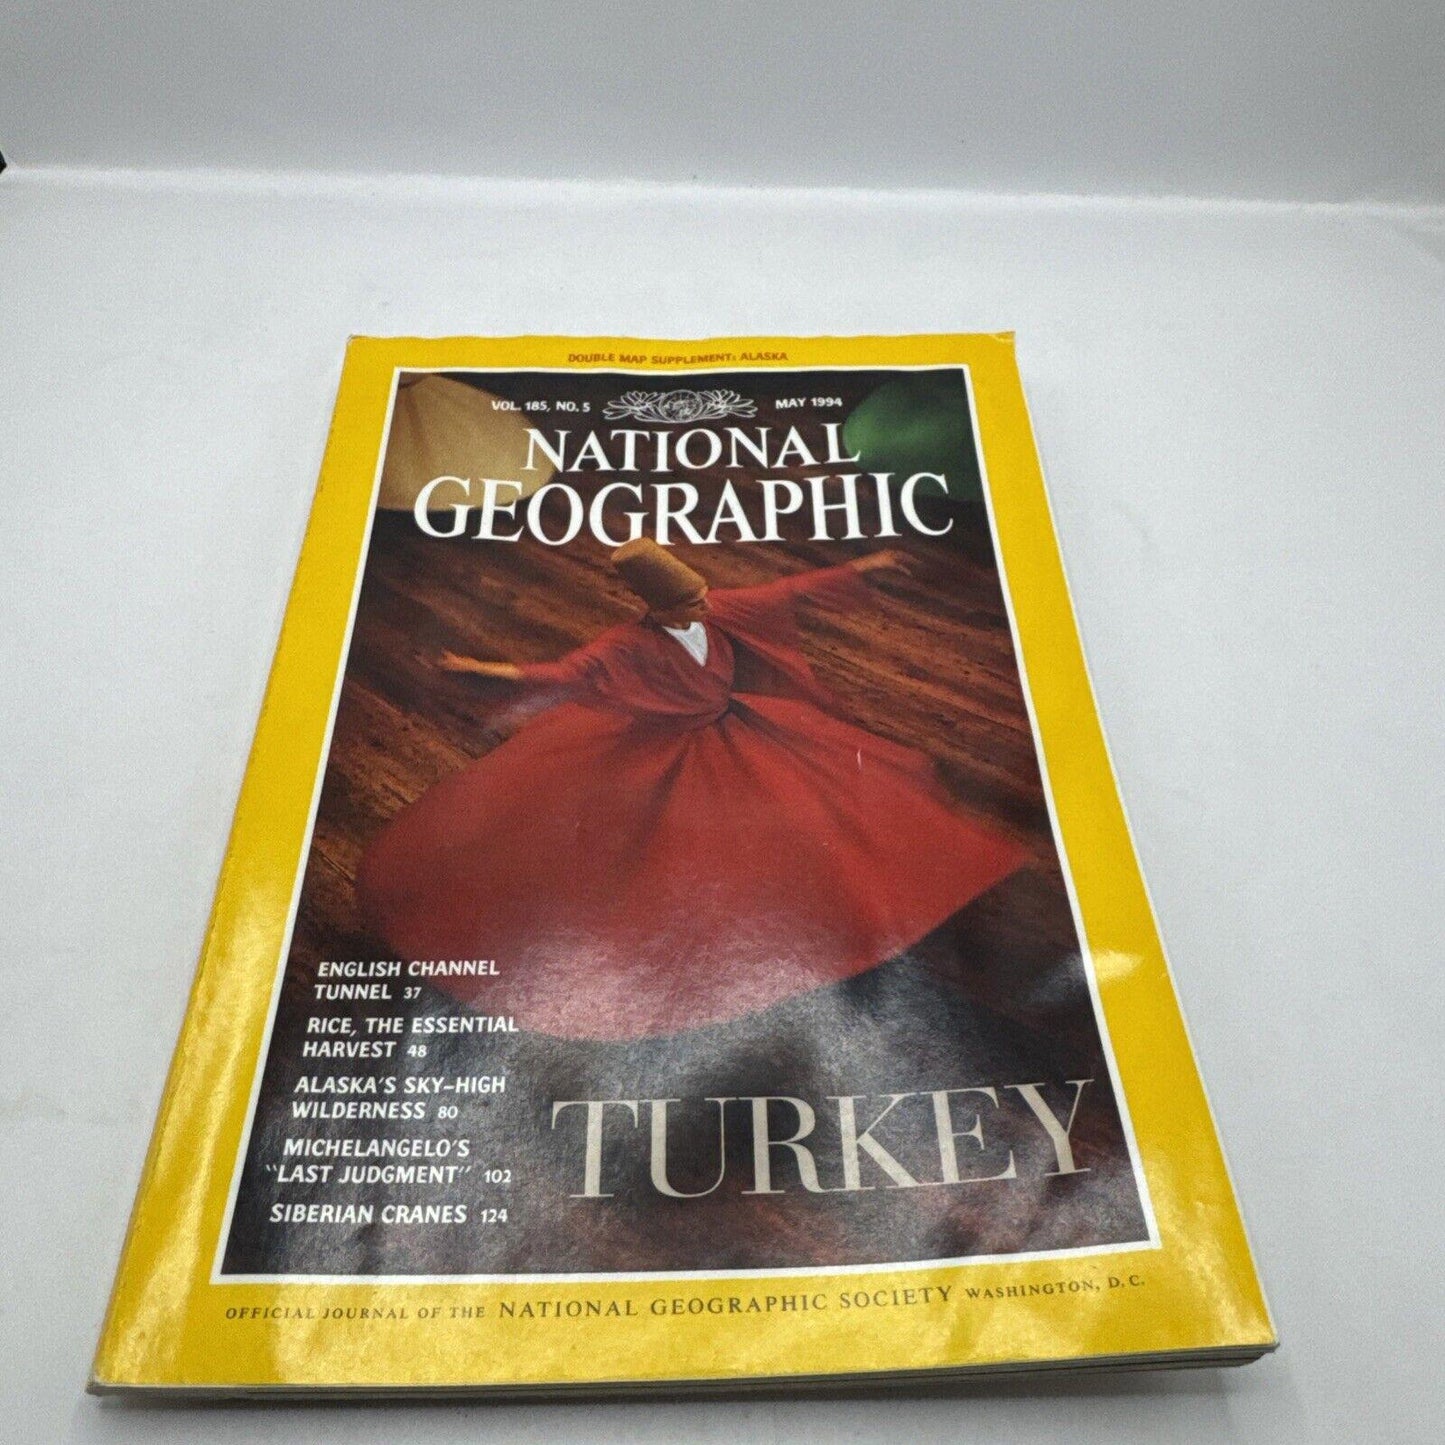 DOUBLE MAP SUPPLEMENT: ALASKA
VOL. 185, NO. 5 MAY 1994
NATIONAL
GEOGRAPHIC
ENGLISH CHANNEL
TUNNEL 37
RICE, THE ESSENTIAL
HARVEST 48
ALASKA'S SKY-HIGH
WILDERNESS 80
MICHELANGELO'S
"LAST JUDGMENT" 102
SIBERIAN CRANES 124
TURKEY
OFFICIAL JOURNAL OF THE NATIONAL GEOGRAPHIC SOCIETY WASHINGTON, D.C.